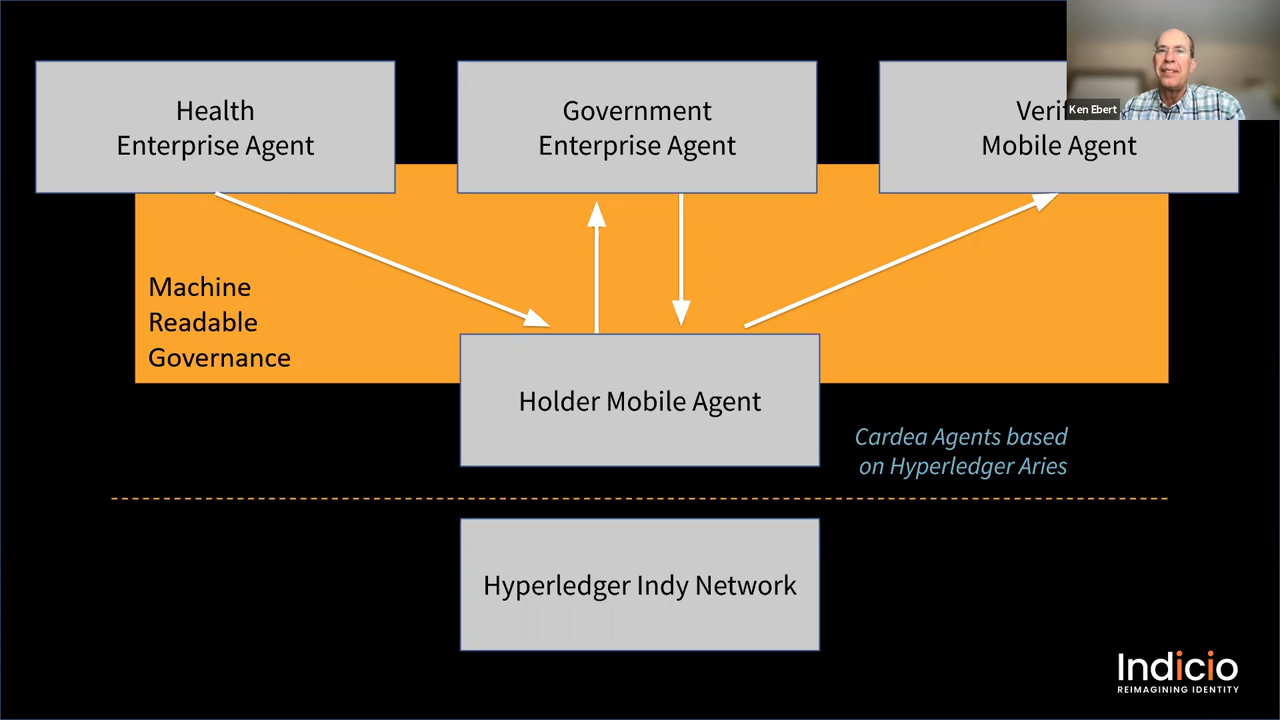 Health
Enterprise Agent
Government
Enterprise Agent
Mobile Agent
Ken Ebert
Machine
Readable
Governance
Holder Mobile Agent
Cardea Agents based
on Hyperledger Aries
Hyperledger Indy Network
Indicio
REIMAGINING IDENTITY